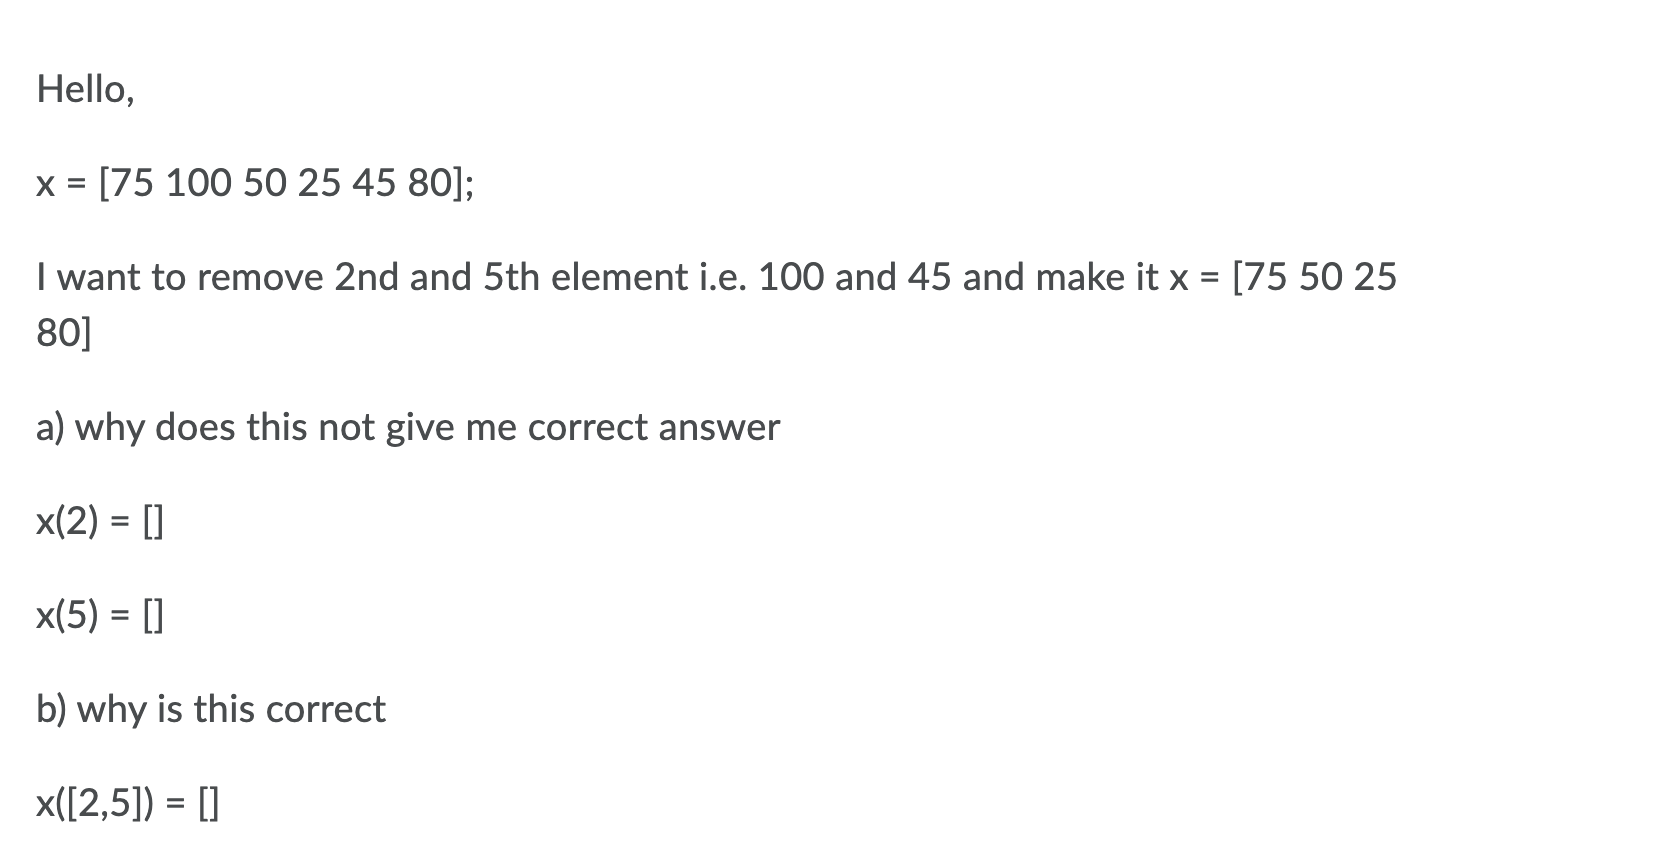 Hello,
x = [75 100 50 25 45 80];
I want to remove 2nd and 5th element i.e. 100 and 45 and make it x = [75 50 25
80]
a) why does this not give me correct answer
x(2) = []
x(5) = []
b) why is this correct
x([2,5]) = []